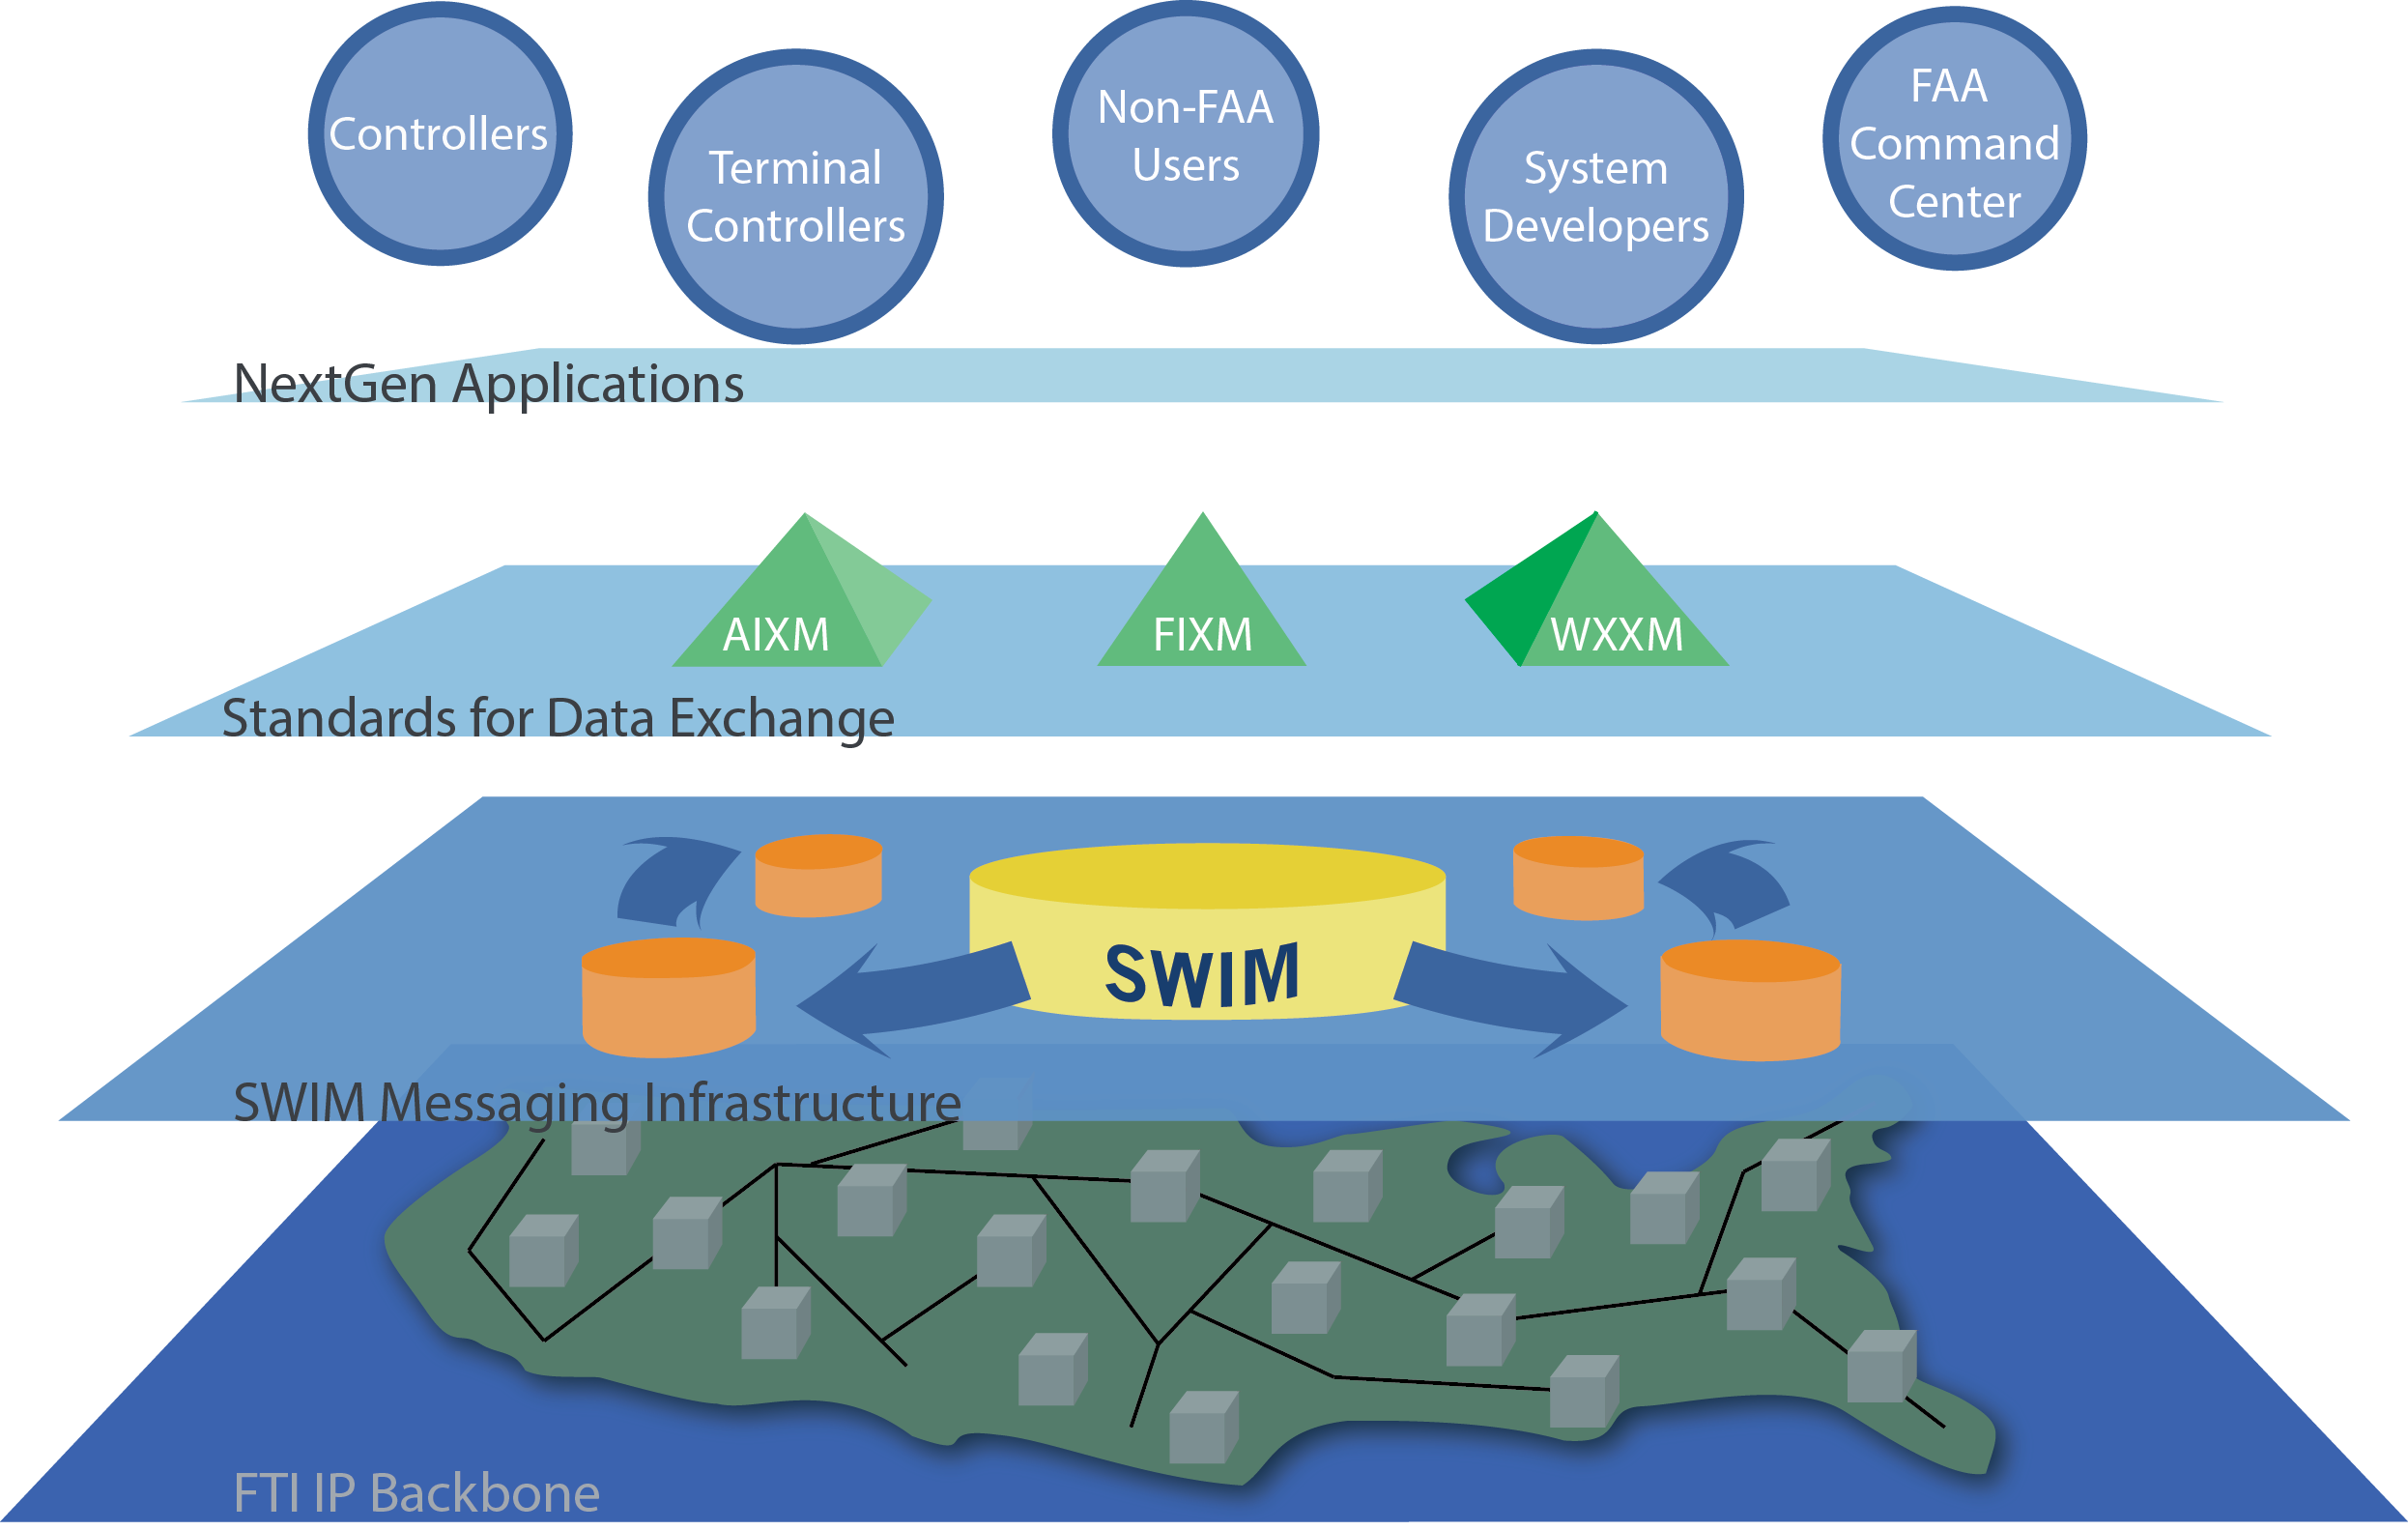 Controllers
Terminal
Controllers
Non-FAA
Users
System
Developers
FAA
Command
Center
NextGen Applications
AIXM
FIXM
WXXM
Standards for Data Exchange
SWIM
SWIM Messaging Infrastructure
FTI IP Backbone